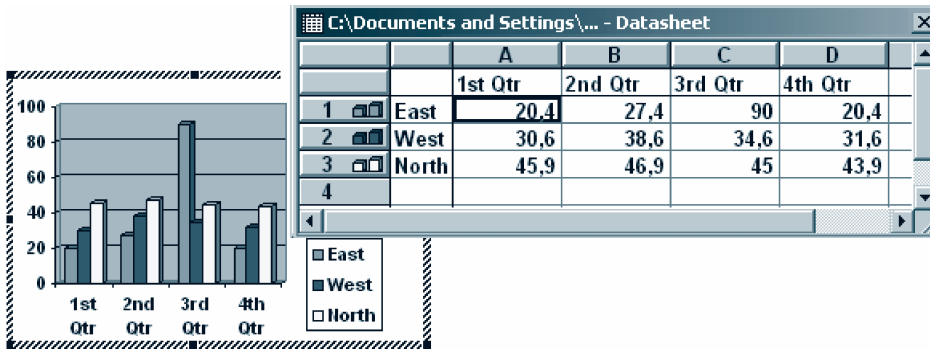 C:\Documents and Settings\... - Datasheet
A B C D
1st Qtr 2nd Qtr 3rd Qtr 4th Qtr
1 East 20,4 27,4 90 20,4
2 West 30,6 38,6 34,6 31,6
3 North 45,9 46,9 45 43,9
4
100
80
60
40
20
0
1st Qtr
2nd Qtr
3rd Qtr
4th Qtr
East
West
North